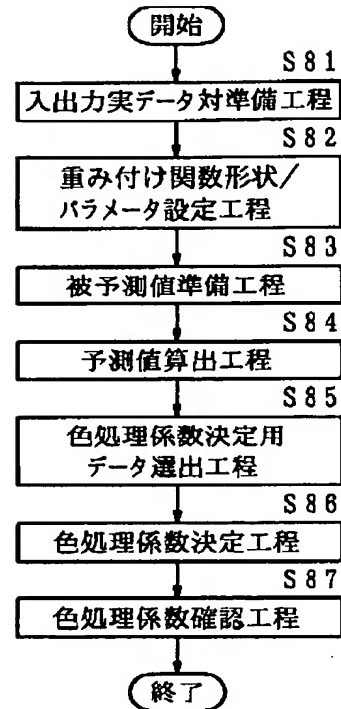 開始
S81
入出力実データ対準備工程
S82
重み付け関数形状/
パラメータ設定工程
S83
被予測値準備工程
S84
予測値算出工程
S85
色処理係数決定用
データ選出工程
S86
色処理係数決定工程
S87
色処理係数確認工程
終了